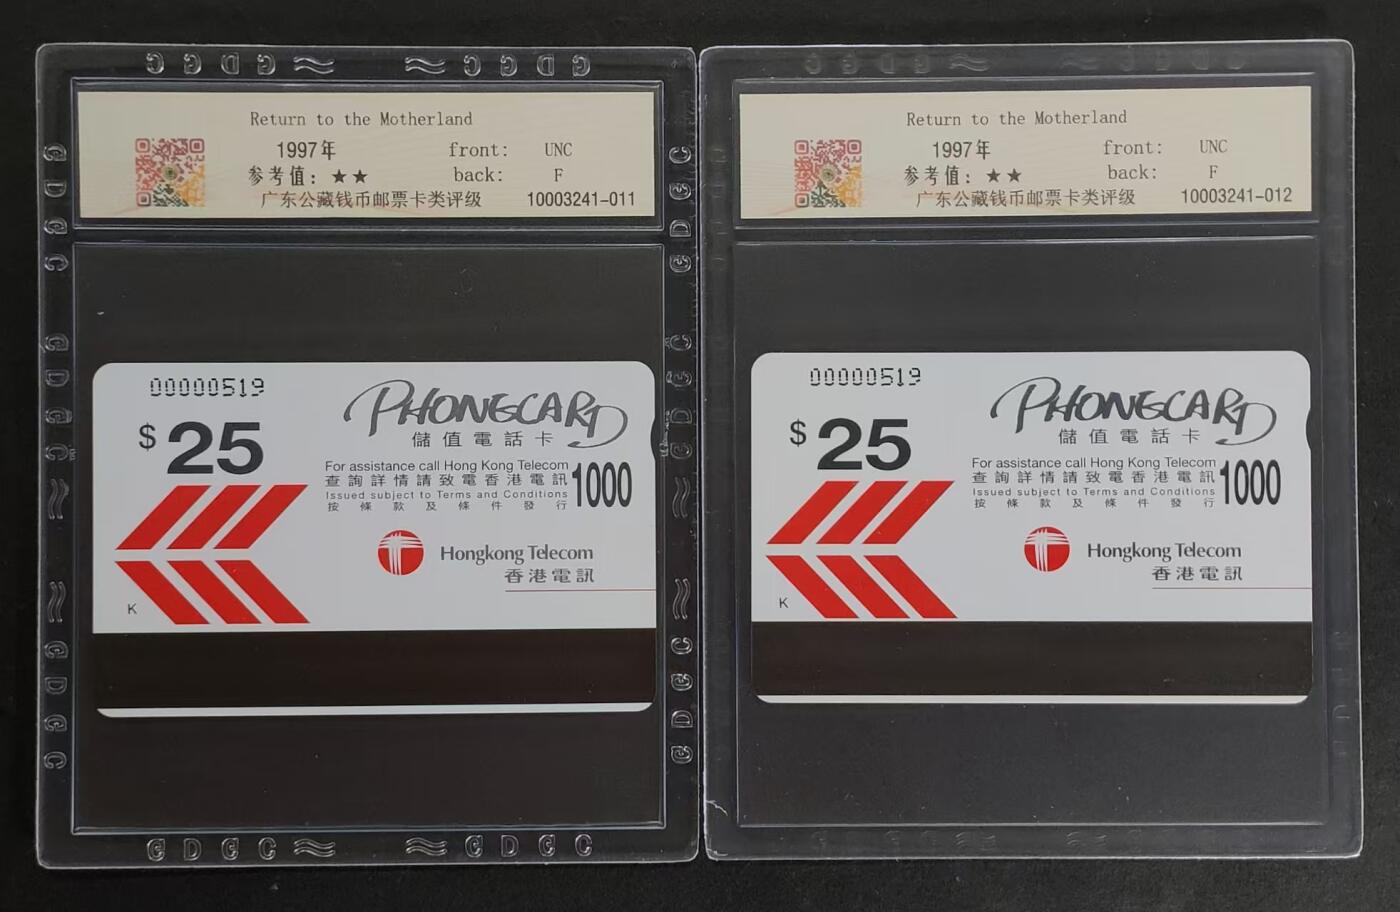 Return to the Motherland
1997年 front: UNC
参考值：★★ back: F
广东公藏钱币邮票卡类评级 10003241-011
00000519
PHONECARD
$25
儲值電話卡
For assistance call Hong Kong Telecom
查詢詳情請致電香港電訊 1000
Issued subject to Terms and Conditions
按條款及條件發行
Hongkong Telecom
香港電訊
K
Return to the Motherland
1997年 front: UNC
参考值：★★ back: F
广东公藏钱币邮票卡类评级 10003241-012
00000519
PHONECARD
$25
儲值電話卡
For assistance call Hong Kong Telecom
查詢詳情請致電香港電訊 1000
Issued subject to Terms and Conditions
按條款及條件發行
Hongkong Telecom
香港電訊
K